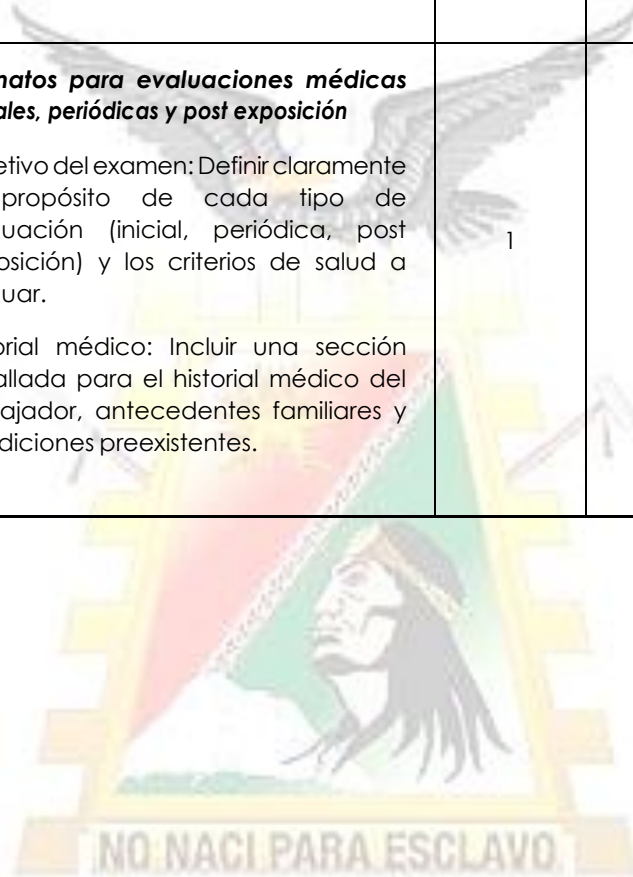 natos para evaluaciones médicas
ales, periódicas y post exposición
etivo del examen: Definir claramente
propósito de cada tipo de
uación (inicial, periódica, post
osición) y los criterios de salud a
uar.
1
orial médico: Incluir una sección
allada para el historial médico del
ajador, antecedentes familiares y
diciones preexistentes.
NO NACI PARA ESCLAVO